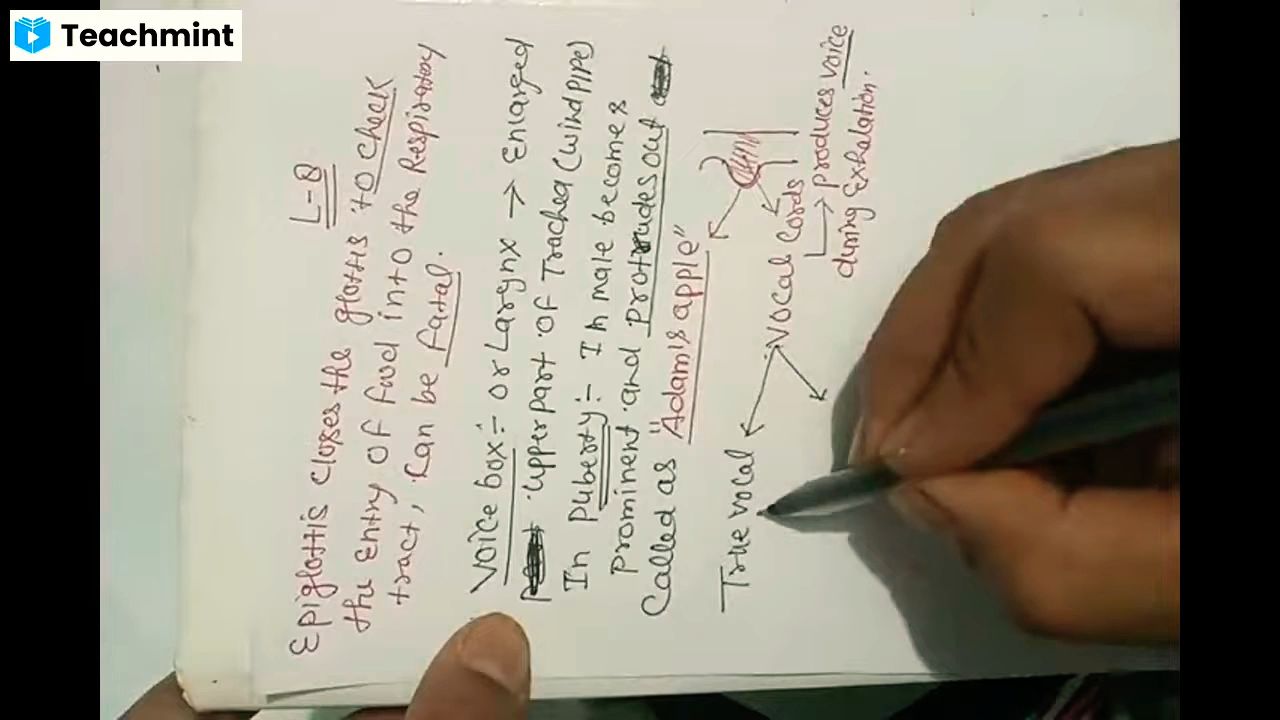 Teachmint
L-8
Epiglottis closes the glottis to check
the Entry of food into the Respiratory
tract, can be fatal.
Voice box:- or Larynx → Enlarged
upper part of Trachea (wind PIPE)
In puberty:- In male becomes
prominent and protrudes out
Called as "Adam's apple"
Vocal Cords
produces voice
during Exhalation.
True vocal